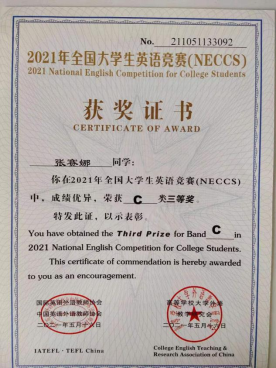 No. 211051133092
2021年全国大学生英语竞赛(NECCS)
2021 National English Competition for College Students
获奖证书
CERTIFICATE OF AWARD
张赛娜 同学:
你在2021年全国大学生英语竞赛(NECCS)
中,成绩优异,荣获 C 类三等奖。
特发此证,以示表彰。
You have obtained the Third Prize for Band C in
2021 National English Competition for College Students.
This certificate of commendation is hereby awarded
to you as an encouragement.
国际英语外语教师协会
中国英语外语教师协会
二〇二一年五月十六日
IATEFL · TEFL China
高等学校大学外语
教学研究会
二〇二一年五月十六日
College English Teaching &
Research Association of China